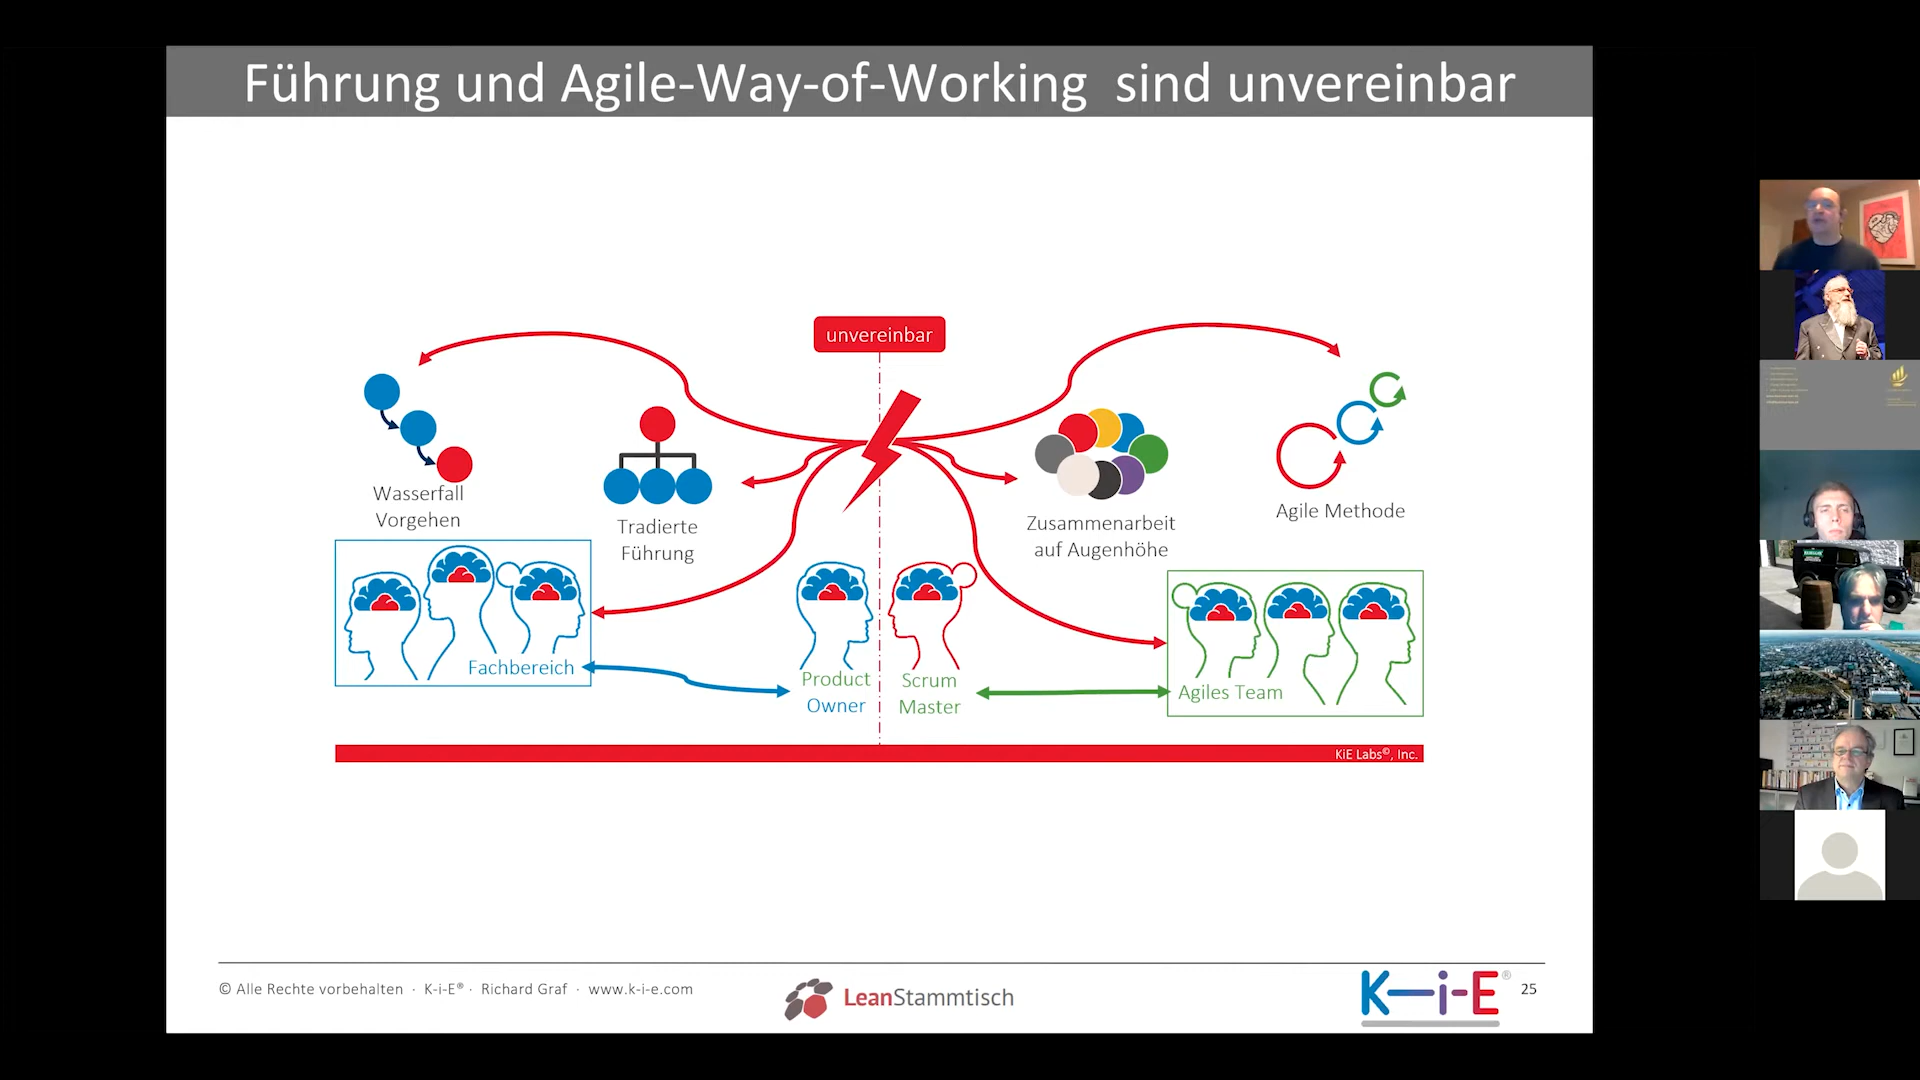 Führung und Agile-Way-of-Working sind unvereinbar
unvereinbar
Wasserfall
Vorgehen
Tradierte
Führung
Zusammenarbeit
auf Augenhöhe
Agile Methode
Fachbereich
Product
Owner
Scrum
Master
Agiles Team
KiE Labs©, Inc.
© Alle Rechte vorbehalten · K-i-E® · Richard Graf · www.k-i-e.com
LeanStammtisch
K-i-E®
25